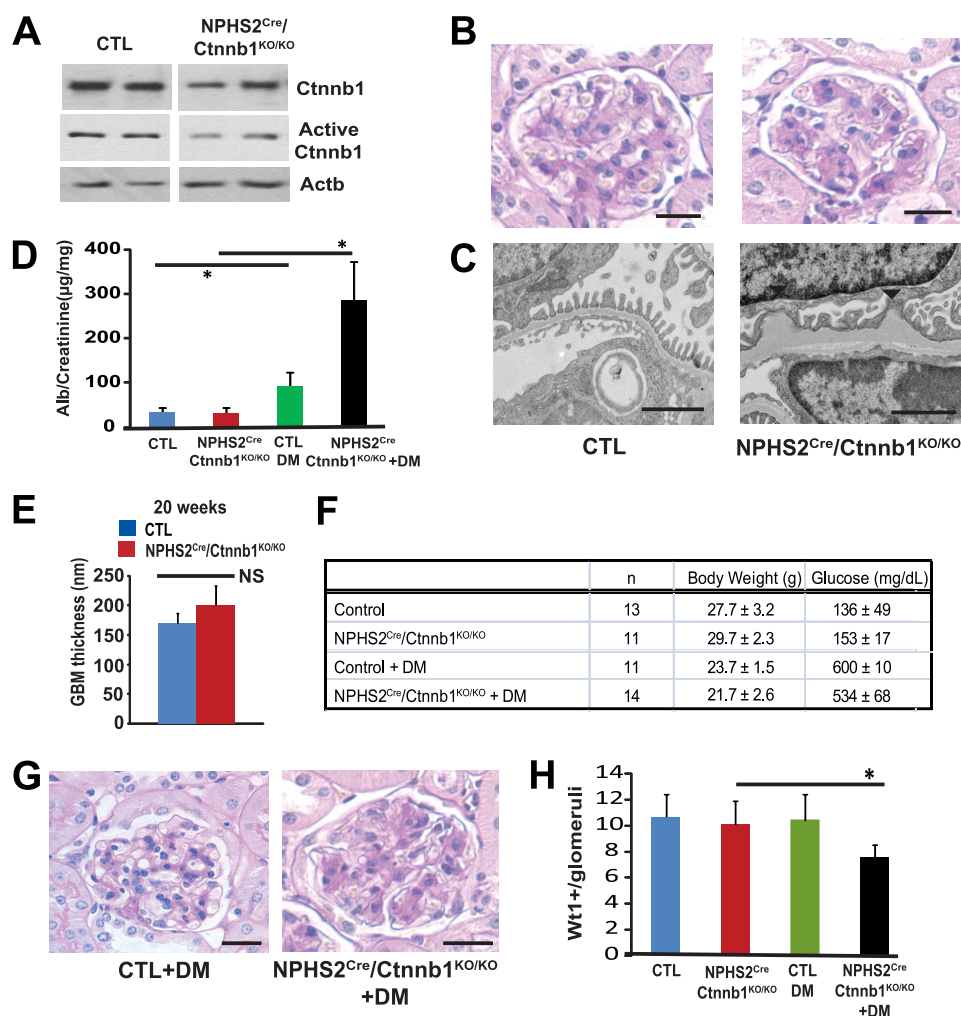 A
CTL
NPHS2Cre/
Ctnnb1KO/KO
Ctnnb1
Active
Ctnnb1
Actb
B
C
CTL
NPHS2Cre/Ctnnb1KO/KO
D
Alb/Creatinine(µg/mg)
400
300
200
100
0
*
*
CTL
NPHS2Cre
Ctnnb1KO/KO
CTL
DM
NPHS2Cre
Ctnnb1KO/KO +DM
E
20 weeks
CTL
NPHS2Cre/Ctnnb1KO/KO
NS
GBM thickness (nm)
250
200
150
100
50
0
F
n Body Weight (g) Glucose (mg/dL)
Control 13 27.7 ± 3.2 136 ± 49
NPHS2Cre/Ctnnb1KO/KO 11 29.7 ± 2.3 153 ± 17
Control + DM 11 23.7 ± 1.5 600 ± 10
NPHS2Cre/Ctnnb1KO/KO + DM 14 21.7 ± 2.6 534 ± 68
G
CTL+DM
NPHS2Cre/Ctnnb1KO/KO
+DM
H
Wt1+/glomeruli
14
12
10
8
6
4
2
0
*
CTL
NPHS2Cre
Ctnnb1KO/KO
CTL
DM
NPHS2Cre
Ctnnb1KO/KO
+DM